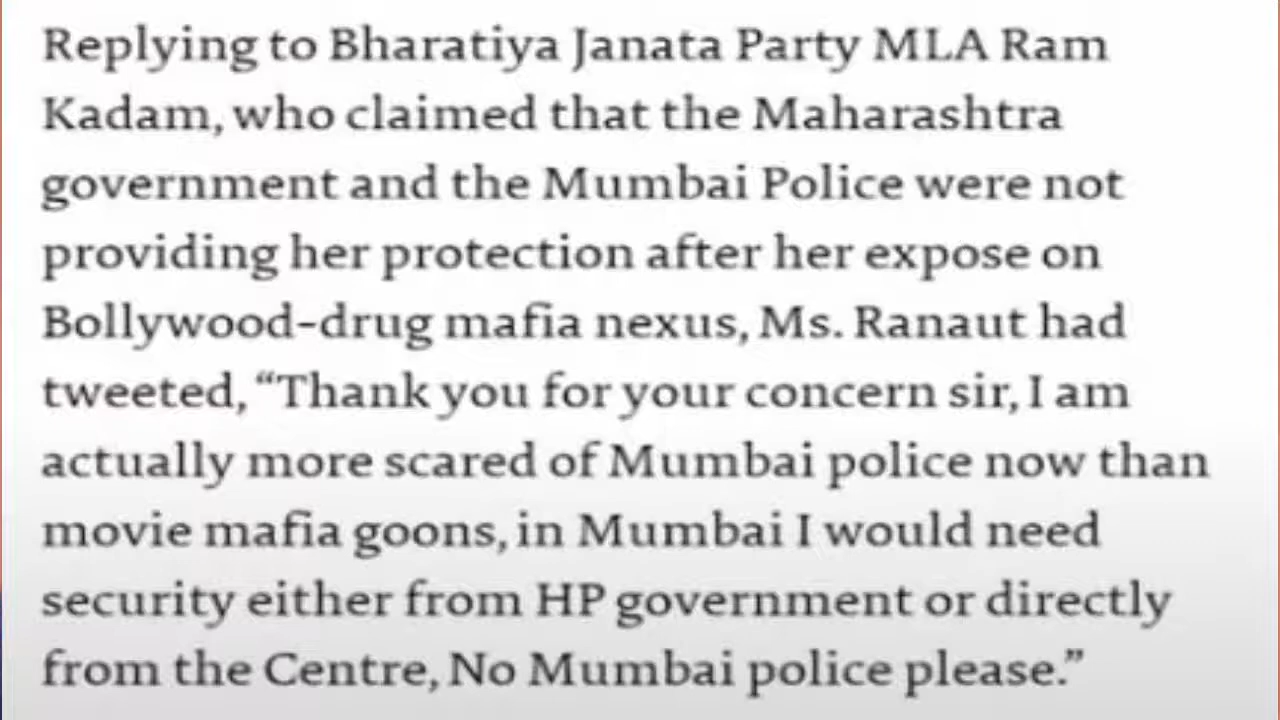 Replying to Bharatiya Janata Party MLA Ram
Kadam, who claimed that the Maharashtra
government and the Mumbai Police were not
providing her protection after her expose on
Bollywood-drug mafia nexus, Ms. Ranaut had
tweeted, “Thank you for your concern sir, I am
actually more scared of Mumbai police now than
movie mafia goons, in Mumbai I would need
security either from HP government or directly
from the Centre, No Mumbai police please.”